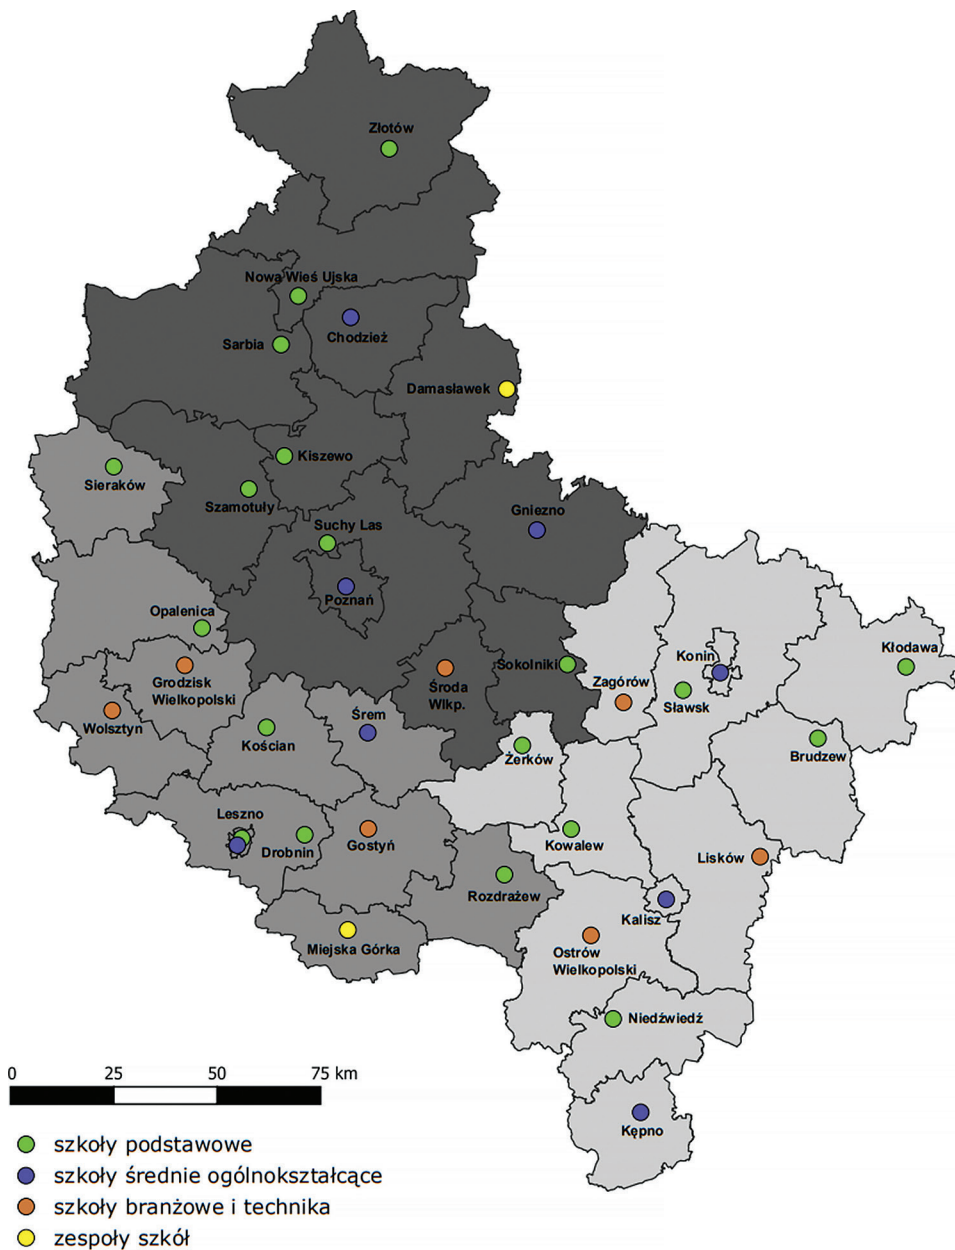 Złotów
Nowa Wieś Ujska
Chodzież
Sarbia
Damasławek
Kiszewo
Sieraków
Szamotuły
Gniezno
Suchy Las
Poznań
Opalenica
Kłodawa
Konin
Sokolniki
Grodzisk
Wielkopolski
Środa
Wlkp.
Zagórów
Sławsk
Wolsztyn
Śrem
Kościan
Żerków
Brudzew
Leszno
Drobnin
Gostyń
Kowalew
Lisków
Rozdrażew
Kalisz
Miejska Górka
Ostrów
Wielkopolski
Niedźwiedź
Kępno
0 25 50 75 km
szkoły podstawowe
szkoły średnie ogólnokształcące
szkoły branżowe i technika
zespoły szkół